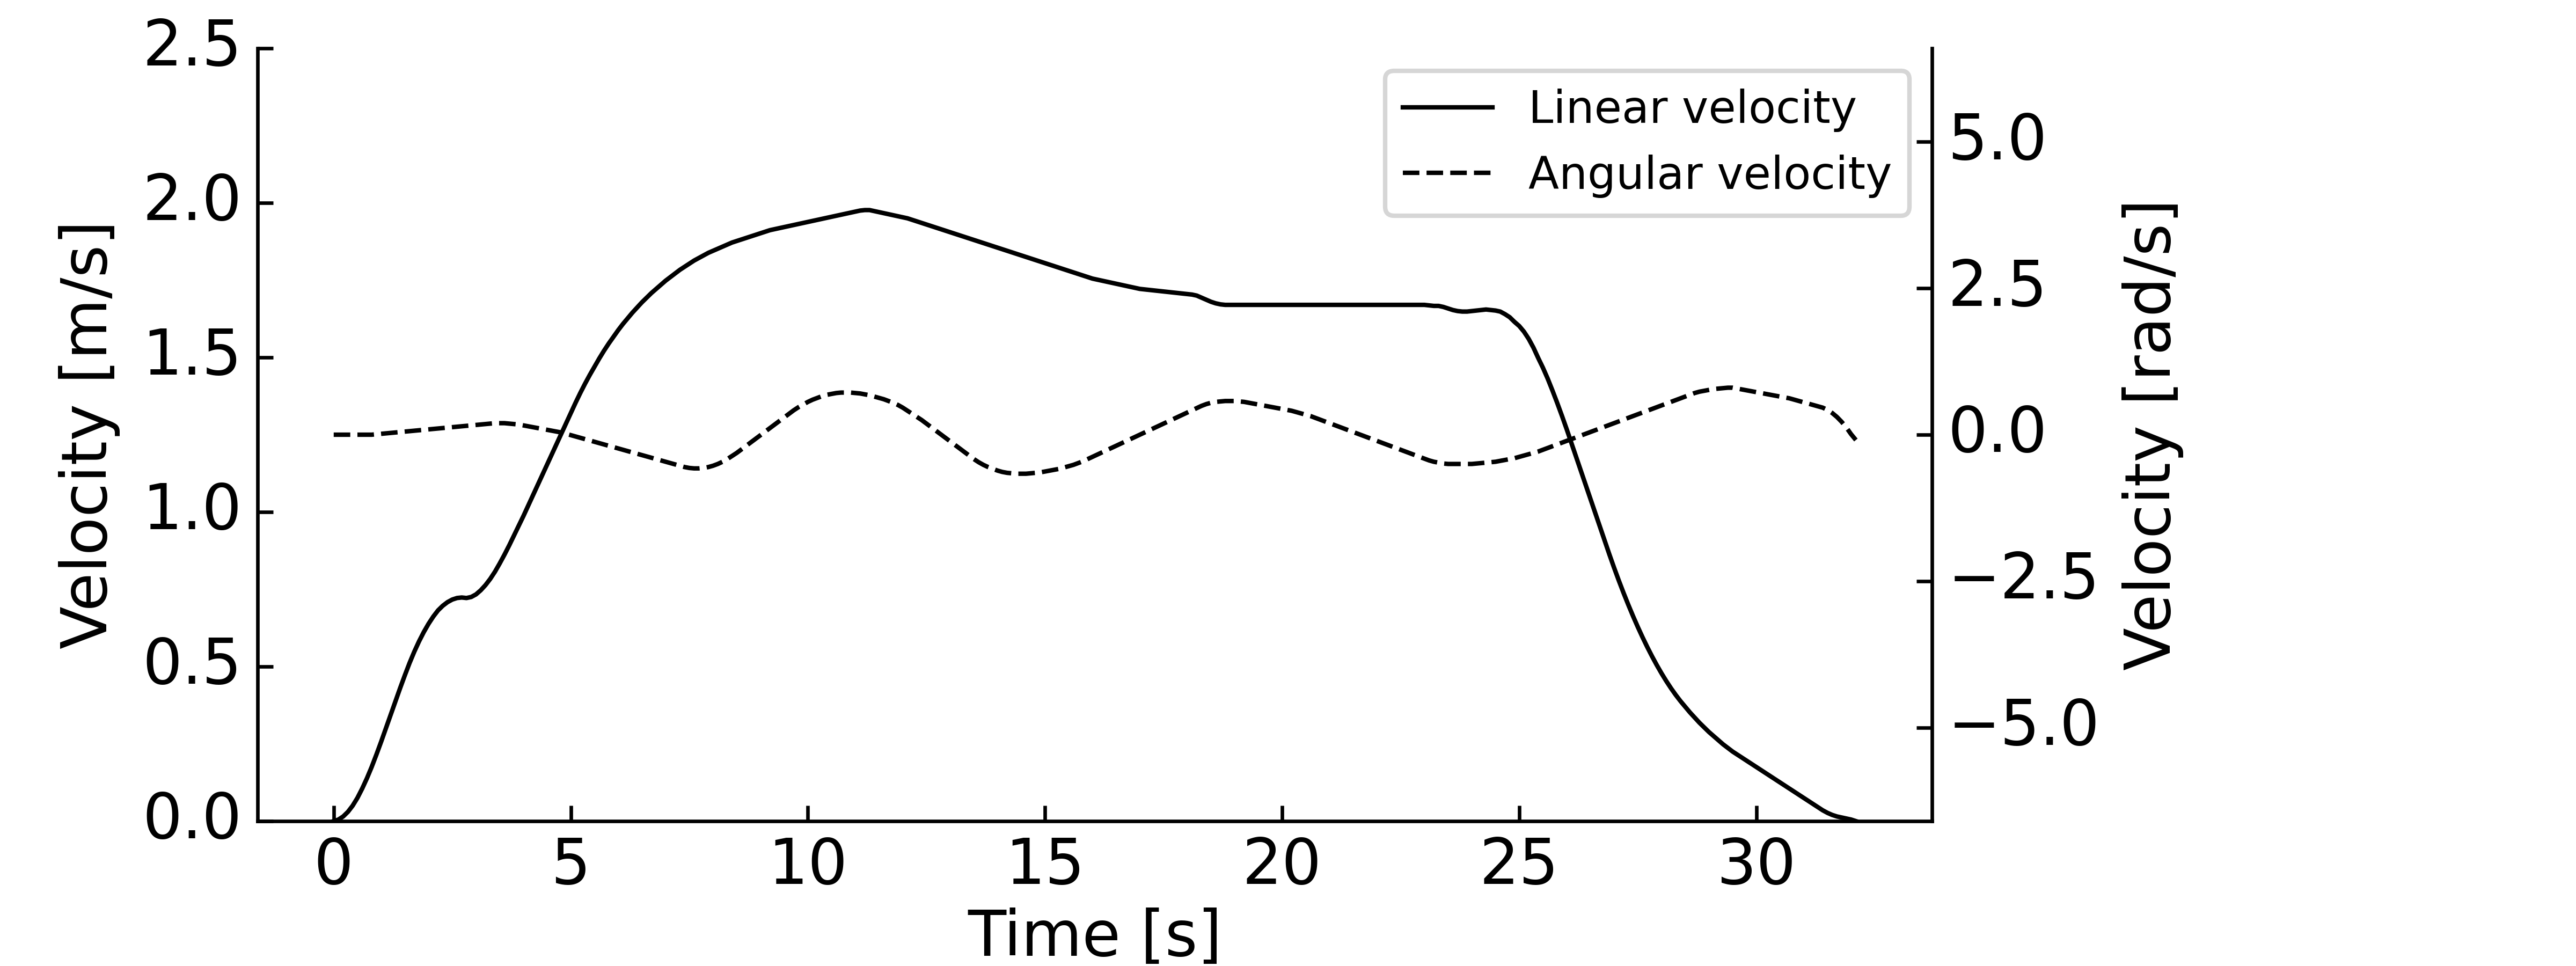 2.5
2.0
1.5
1.0
0.5
0.0
Velocity [m/s]
Linear velocity
Angular velocity
5.0
2.5
0.0
−2.5
−5.0
Velocity [rad/s]
0 5 10 15 20 25 30
Time [s]